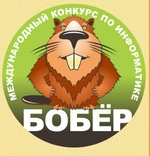 МЕЖДУНАРОДНЫЙ КОНКУРС ПО ИНФОРМАТИКЕ
БОБЁР